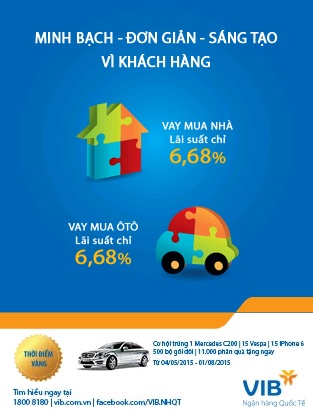 MINH BẠCH - ĐƠN GIẢN - SÁNG TẠO
VÌ KHÁCH HÀNG
VAY MUA NHÀ
Lãi suất chỉ
6,68%
VAY MUA ÔTÔ
Lãi suất chỉ
6,68%
THỜI ĐIỂM
VÀNG
Cơ hội trúng 1 Mercedes C200 | 15 Vespa | 15 iPhone 6
500 bộ gối đôi | 11.000 phần quà tặng ngay
Từ 04/05/2015 - 01/08/2015
Tìm hiểu ngay tại
1800 8180 | vib.com.vn | facebook.com/VIB.NHQT
VIB
Ngân hàng Quốc Tế